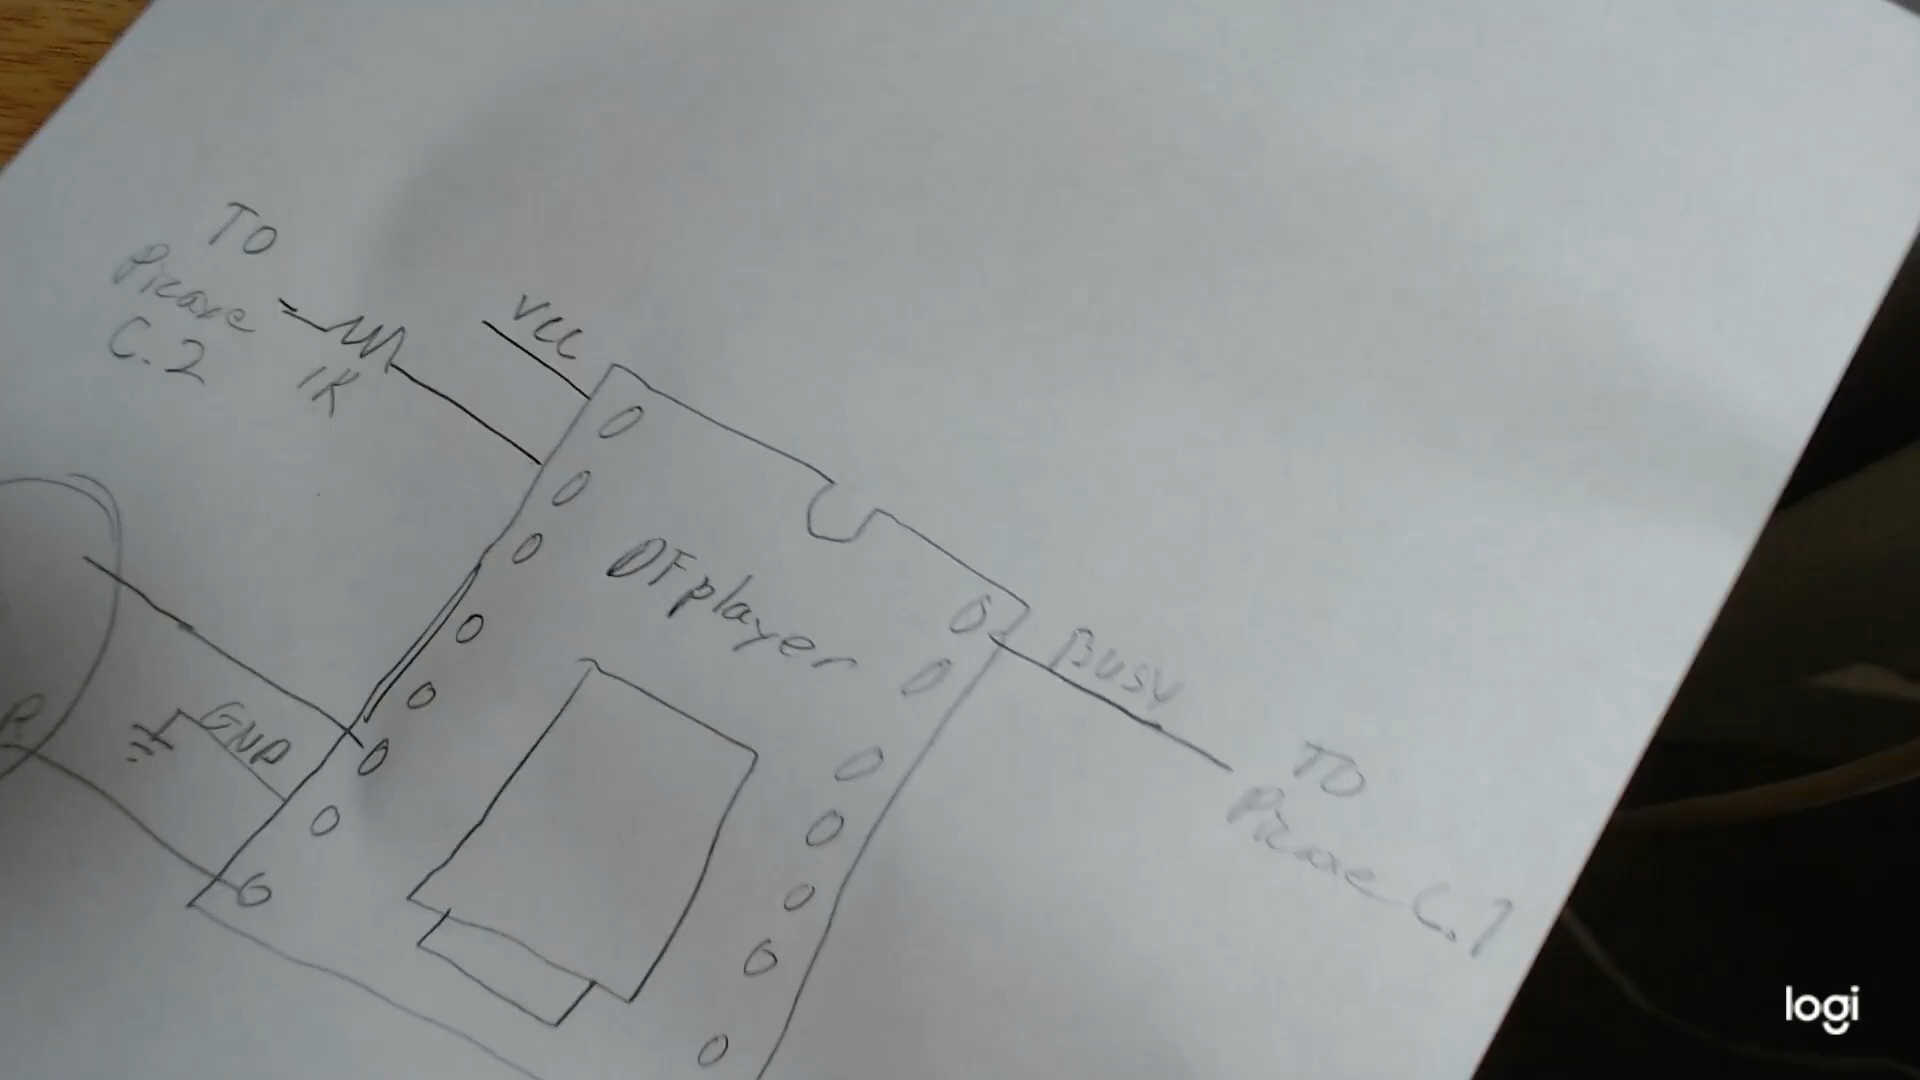 TO
Picaxe
C.2
1K
VCC
DFplayer
BUSY
TO
Picaxe C.1
GND
R
logi